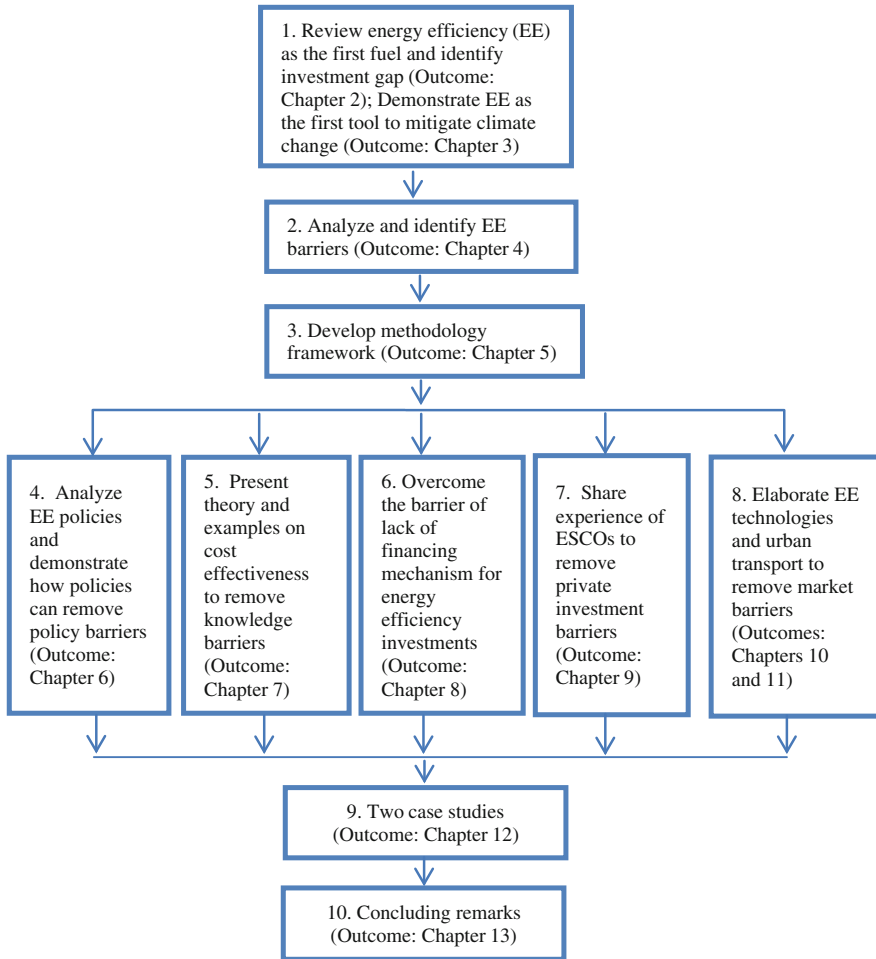 1. Review energy efficiency (EE)
as the first fuel and identify
investment gap (Outcome:
Chapter 2); Demonstrate EE as
the first tool to mitigate climate
change (Outcome: Chapter 3)
2. Analyze and identify EE
barriers (Outcome: Chapter 4)
3. Develop methodology
framework (Outcome: Chapter 5)
4. Analyze
EE policies
and
demonstrate
how policies
can remove
policy barriers
(Outcome:
Chapter 6)
5. Present
theory and
examples on
cost
effectiveness
to remove
knowledge
barriers
(Outcome:
Chapter 7)
6. Overcome
the barrier of
lack of
financing
mechanism for
energy
efficiency
investments
(Outcome:
Chapter 8)
7. Share
experience of
ESCOs to
remove
private
investment
barriers
(Outcome:
Chapter 9)
8. Elaborate EE
technologies
and urban
transport to
remove market
barriers
(Outcomes:
Chapters 10
and 11)
9. Two case studies
(Outcome: Chapter 12)
10. Concluding remarks
(Outcome: Chapter 13)